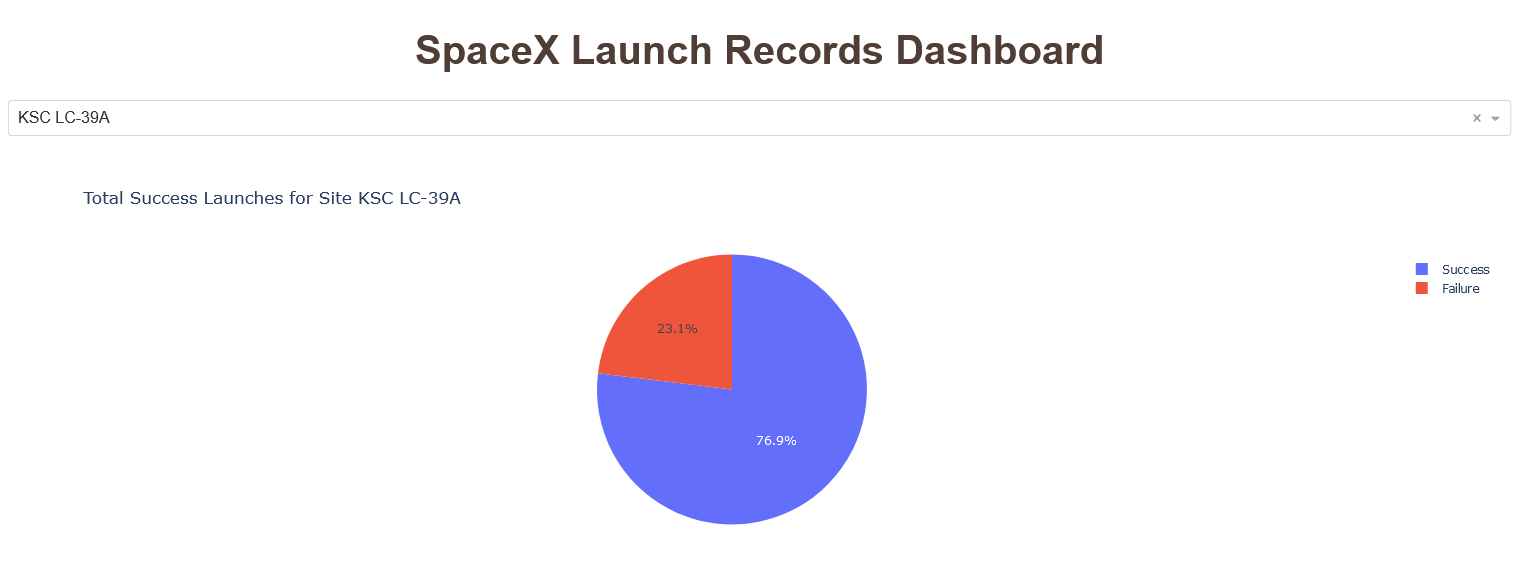 SpaceX Launch Records Dashboard
KSC LC-39A
×
Total Success Launches for Site KSC LC-39A
Success
Failure
23.1%
76.9%